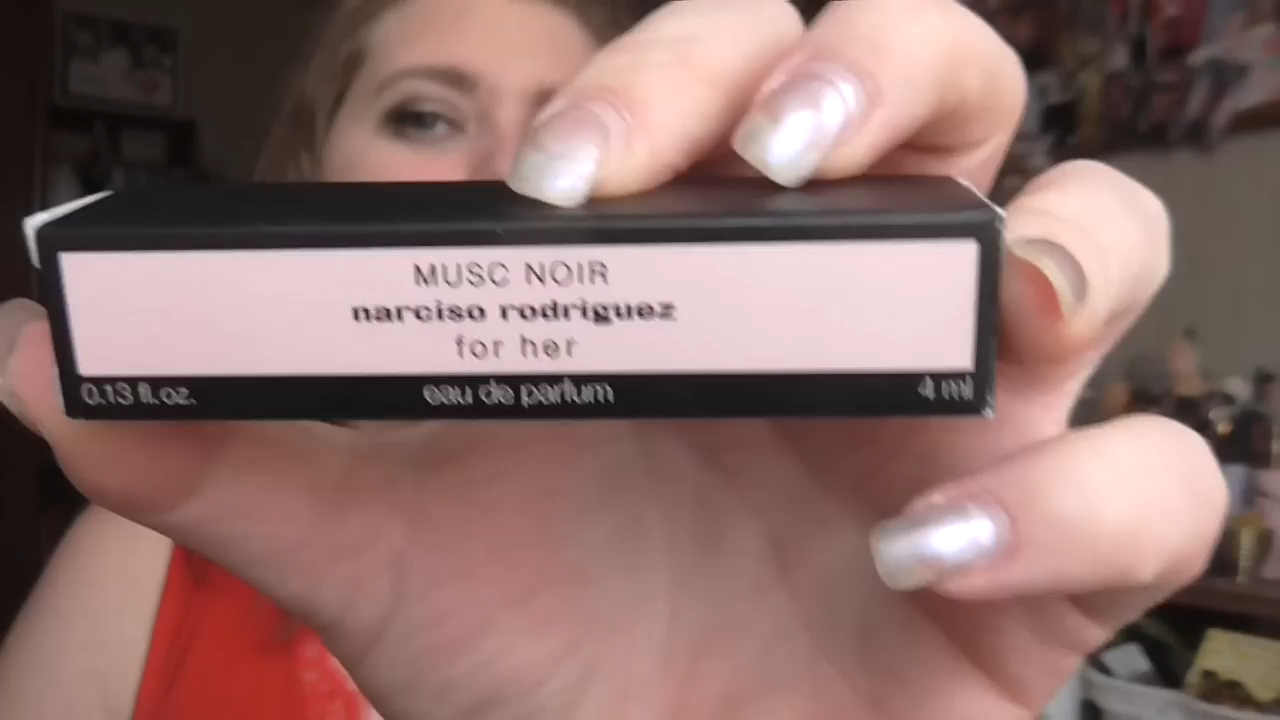 MUSC NOIR
narciso rodriguez
for her
0.13 fl. oz. eau de parfum 4 ml